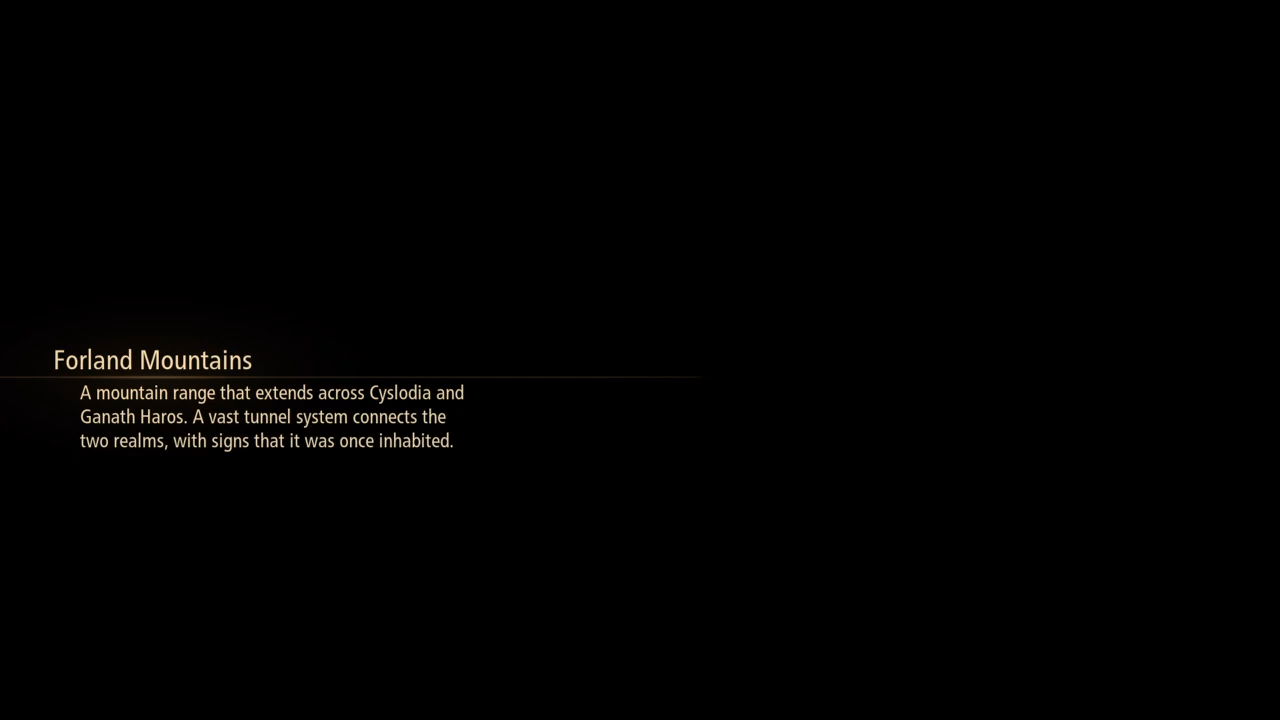 Forland Mountains
A mountain range that extends across Cyslodia and
Ganath Haros. A vast tunnel system connects the
two realms, with signs that it was once inhabited.